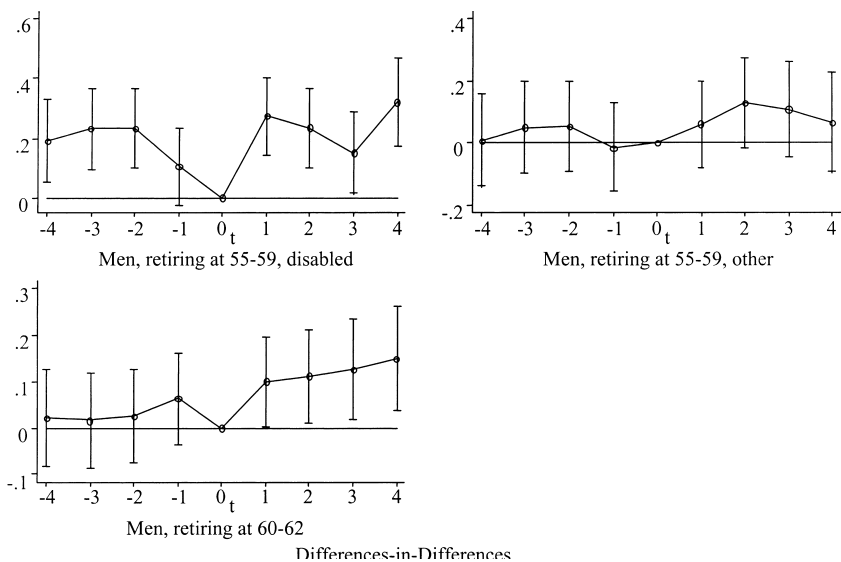 .6
.4
.2
0
-4 -3 -2 -1 0 1 2 3 4
t
Men, retiring at 55-59, disabled
.4
.2
0
-.2
-4 -3 -2 -1 0 1 2 3 4
t
Men, retiring at 55-59, other
.3
.2
.1
0
-.1
-4 -3 -2 -1 0 1 2 3 4
t
Men, retiring at 60-62
Differences-in-Differences